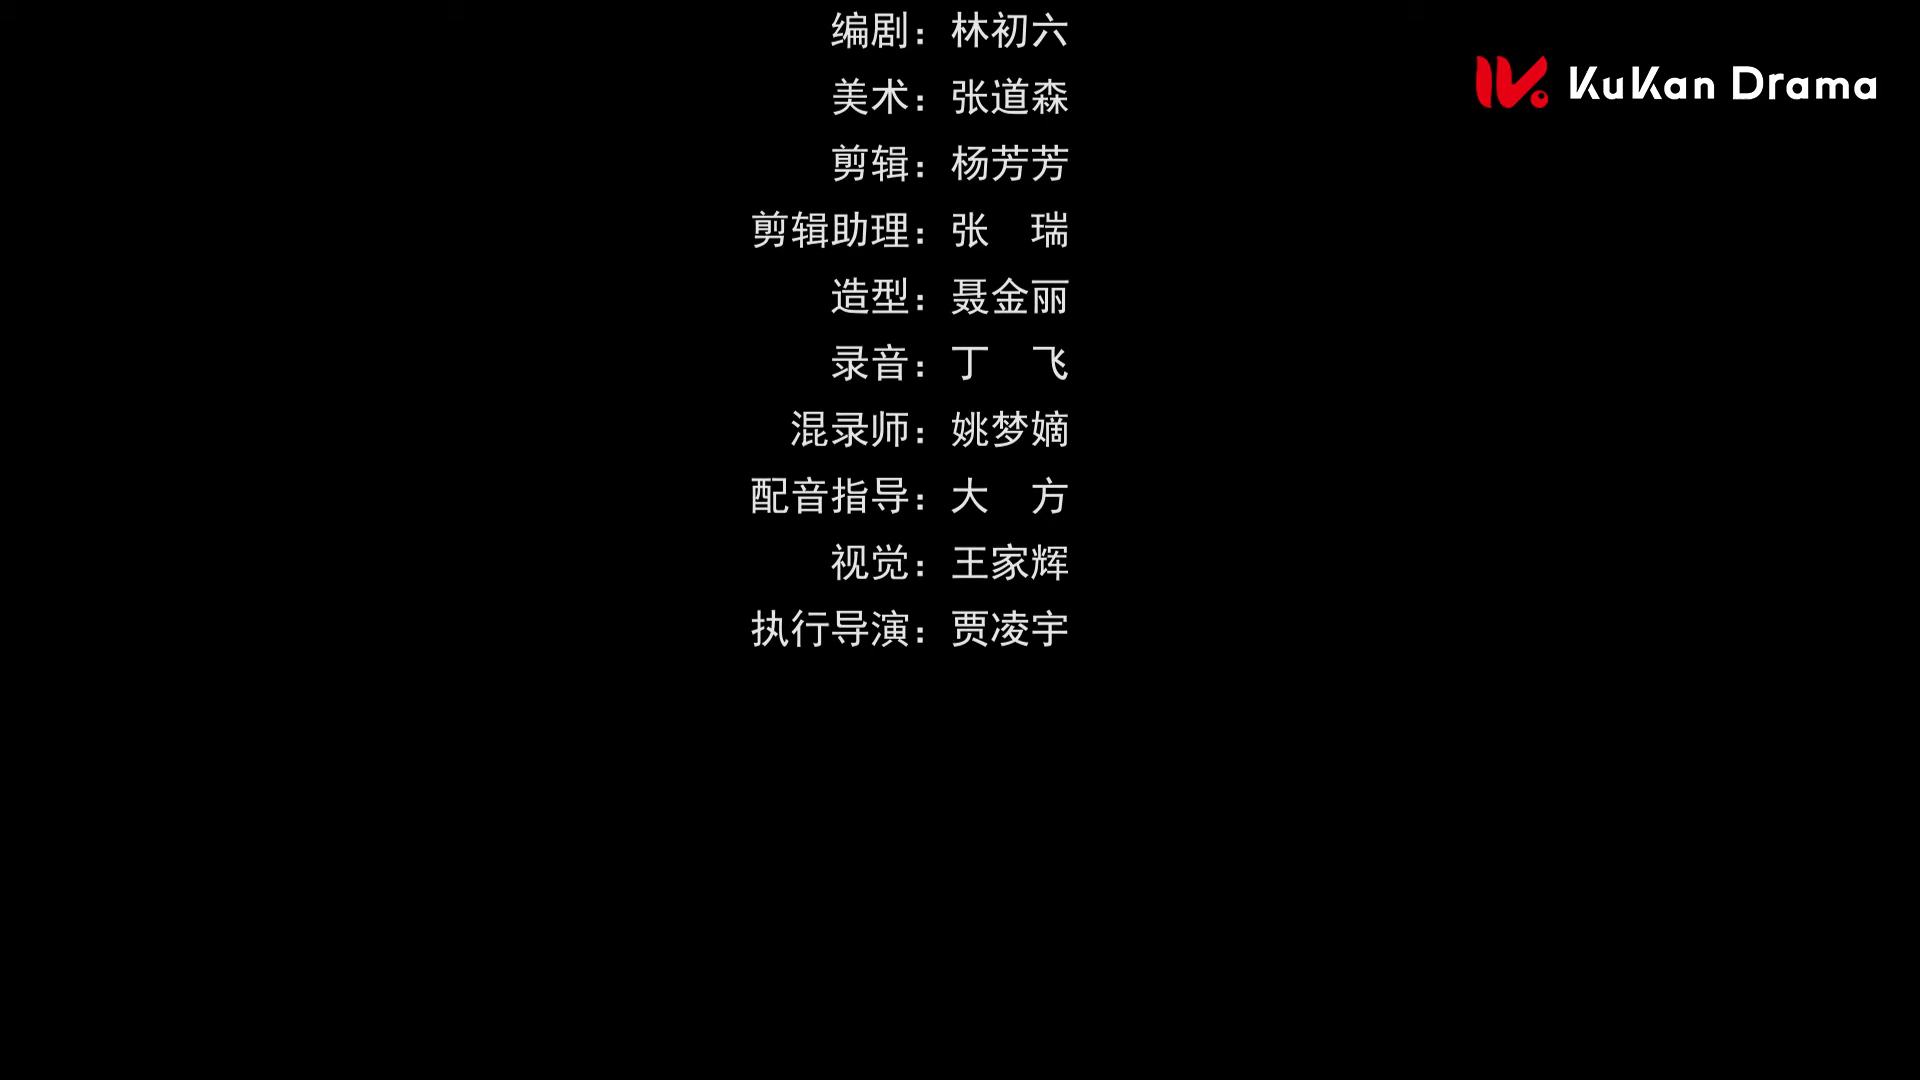 编剧：林初六
KuKan Drama
美术：张道森
剪辑：杨芳芳
剪辑助理：张　瑞
造型：聂金丽
录音：丁　飞
混录师：姚梦嫡
配音指导：大　方
视觉：王家辉
执行导演：贾凌宇